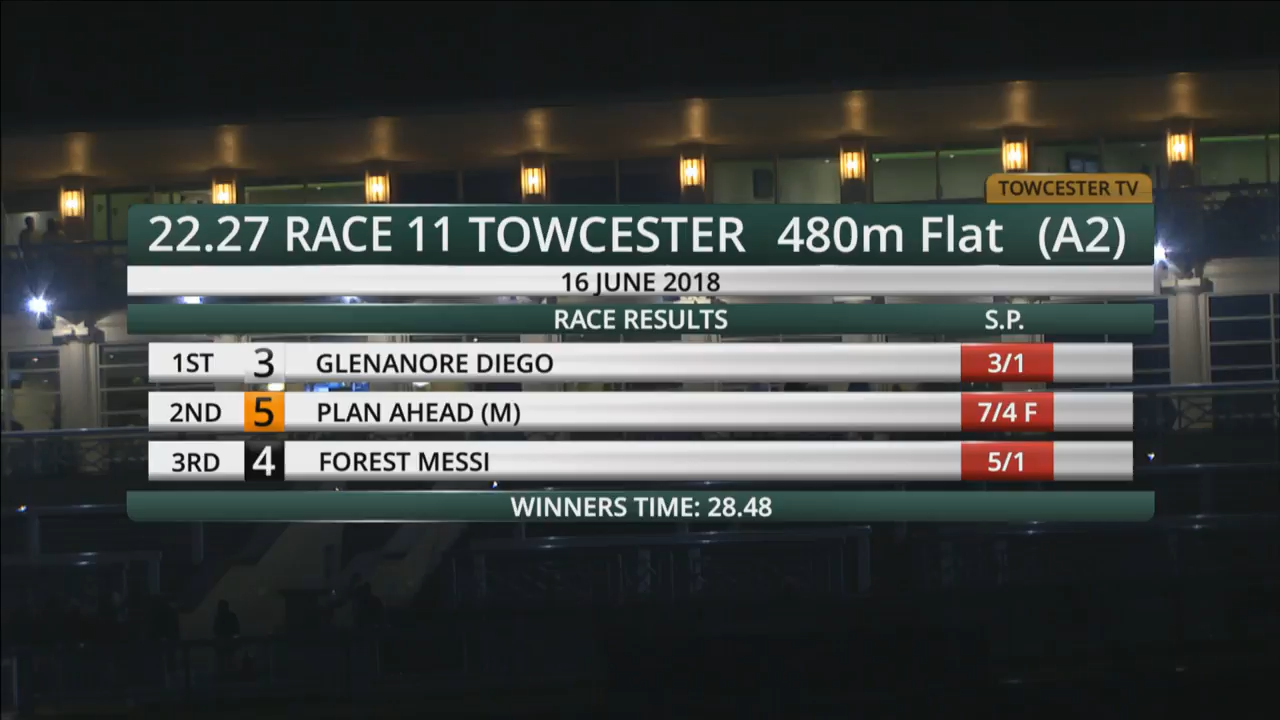 TOWCESTER TV
22.27 RACE 11 TOWCESTER 480m Flat (A2)
16 JUNE 2018
RACE RESULTS S.P.
1ST 3 GLENANORE DIEGO 3/1
2ND 5 PLAN AHEAD (M) 7/4 F
3RD 4 FOREST MESSI 5/1
WINNERS TIME: 28.48